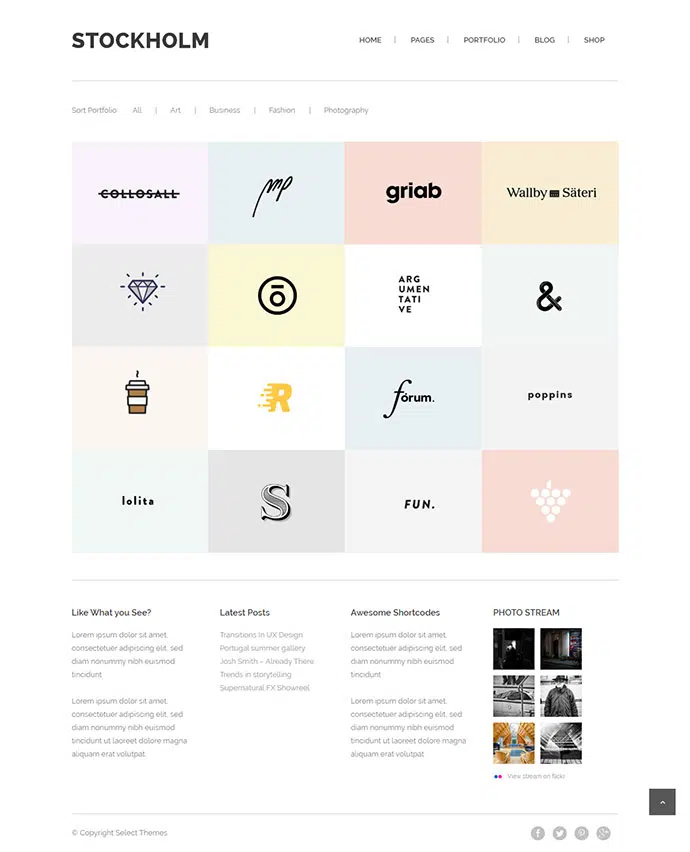 STOCKHOLM
HOME | PAGES | PORTFOLIO | BLOG | SHOP
Sort Portfolio All | Art | Business | Fashion | Photography
COLLOSALL
mp
griab
Wallby Säteri
ō
ARG
UMEN
TATI
VE
&
R
fórum.
poppins
lolita
S
FUN.
Like What you See?
Lorem ipsum dolor sit amet,
consectetuer adipiscing elit, sed
diam nonummy nibh euismod
tincidunt
Lorem ipsum dolor sit amet,
consectetuer adipiscing elit, sed
diam nonummy nibh euismod
tincidunt ut laoreet dolore magna
aliquam erat volutpat.
Latest Posts
Transitions In UX Design
Portugal summer gallery
Josh Smith – Already There
Trends in storytelling
Supernatural FX Showreel
Awesome Shortcodes
Lorem ipsum dolor sit amet,
consectetuer adipiscing elit, sed
diam nonummy nibh euismod
tincidunt
Lorem ipsum dolor sit amet,
consectetuer adipiscing elit, sed
diam nonummy nibh euismod
tincidunt ut laoreet dolore magna
aliquam erat volutpat.
PHOTO STREAM
View stream on flickr
© Copyright Select Themes